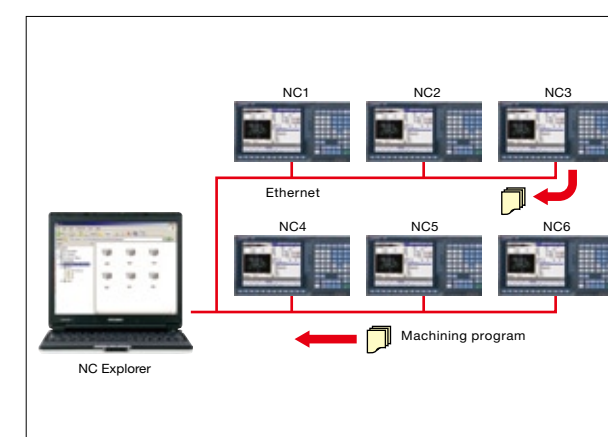 NC1
NC2
NC3
Ethernet
NC4
NC5
NC6
Machining program
NC Explorer